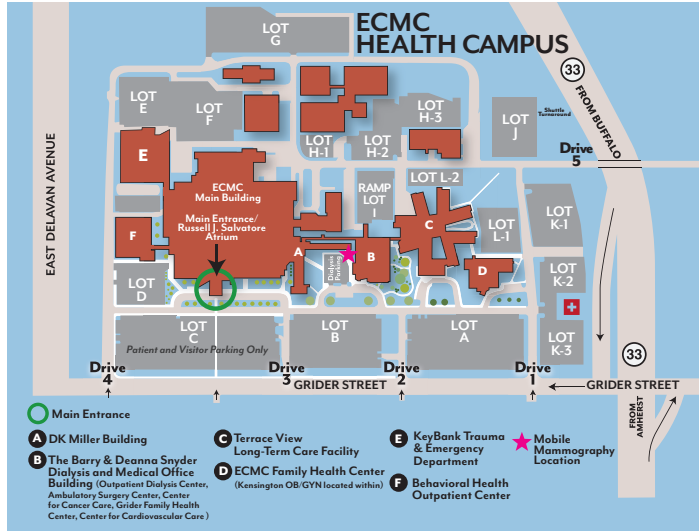 ECMC
HEALTH CAMPUS
LOT
G
33
FROM BUFFALO
LOT
E
LOT
F
LOT
H-3
LOT
J
Shuttle
Turnaround
LOT
H-1
LOT
H-2
Drive
5
E
ECMC
Main Building
Main Entrance/
Russell J. Salvatore
Atrium
RAMP
LOT
I
LOT L-2
LOT
K-1
EAST DELAVAN AVENUE
F
A
Dialysis
Parking
B
C
LOT
L-1
D
LOT
K-2
LOT
D
LOT
C
Patient and Visitor Parking Only
LOT
B
LOT
A
LOT
K-3
33
Drive
4
Drive
3
Drive
2
Drive
1
GRIDER STREET
GRIDER STREET
FROM
AMHERST
Main Entrance
A DK Miller Building
B The Barry & Deanna Snyder
Dialysis and Medical Office
Building (Outpatient Dialysis Center,
Ambulatory Surgery Center, Center
for Cancer Care, Grider Family Health
Center, Center for Cardiovascular Care )
C Terrace View
Long-Term Care Facility
D ECMC Family Health Center
(Kensington OB/GYN located within)
E KeyBank Trauma
& Emergency
Department
F Behavioral Health
Outpatient Center
Mobile
Mammography
Location